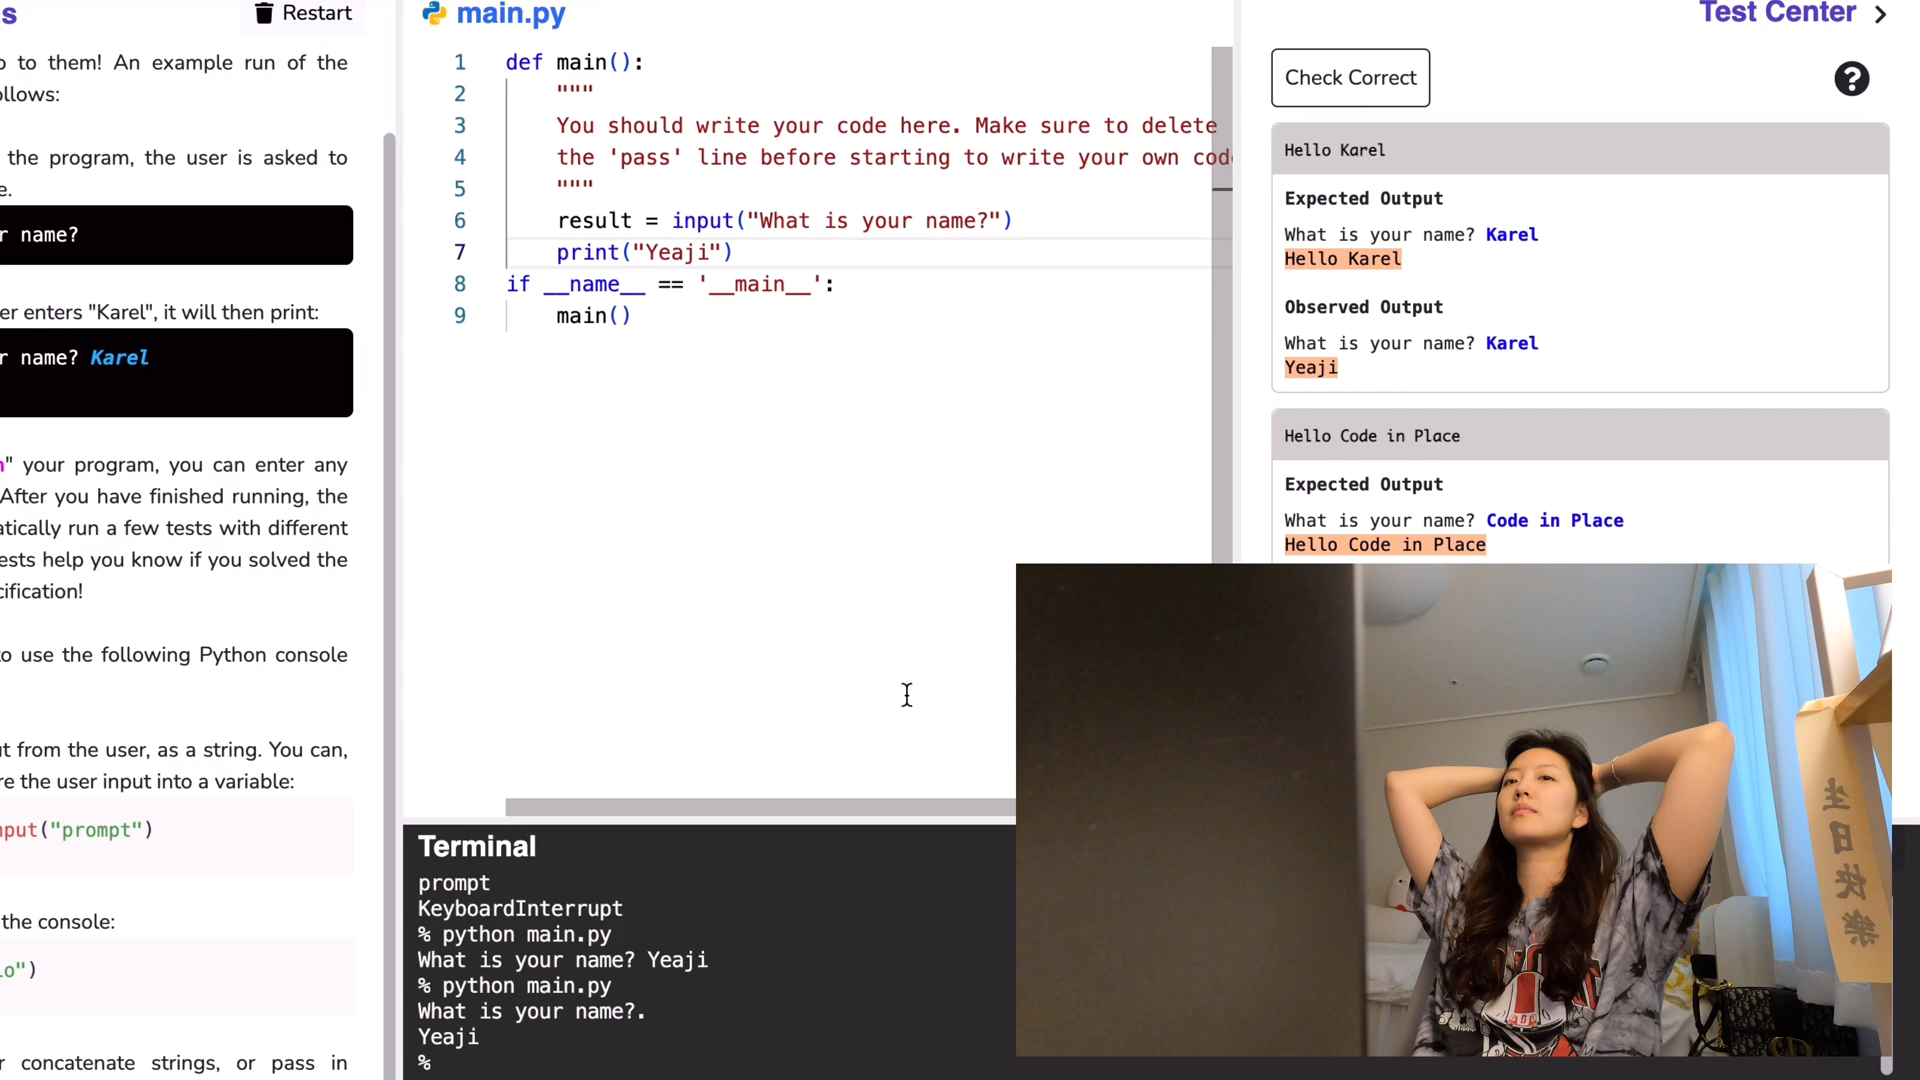 s
Restart
o to them! An example run of the
ollows:
the program, the user is asked to
e.
r name?
er enters "Karel", it will then print:
r name? Karel
n" your program, you can enter any
After you have finished running, the
atically run a few tests with different
ests help you know if you solved the
cification!
to use the following Python console
ut from the user, as a string. You can,
re the user input into a variable:
nput("prompt")
the console:
lo")
r concatenate strings, or pass in
main.py
1 def main():
2 """
3 You should write your code here. Make sure to delete
4 the 'pass' line before starting to write your own cod
5 """
6 result = input("What is your name?")
7 print("Yeaji")
8 if __name__ == '__main__':
9 main()
Terminal
prompt
KeyboardInterrupt
% python main.py
What is your name? Yeaji
% python main.py
What is your name?.
Yeaji
%
Test Center
Check Correct
?
Hello Karel
Expected Output
What is your name? Karel
Hello Karel
Observed Output
What is your name? Karel
Yeaji
Hello Code in Place
Expected Output
What is your name? Code in Place
Hello Code in Place
生日快樂